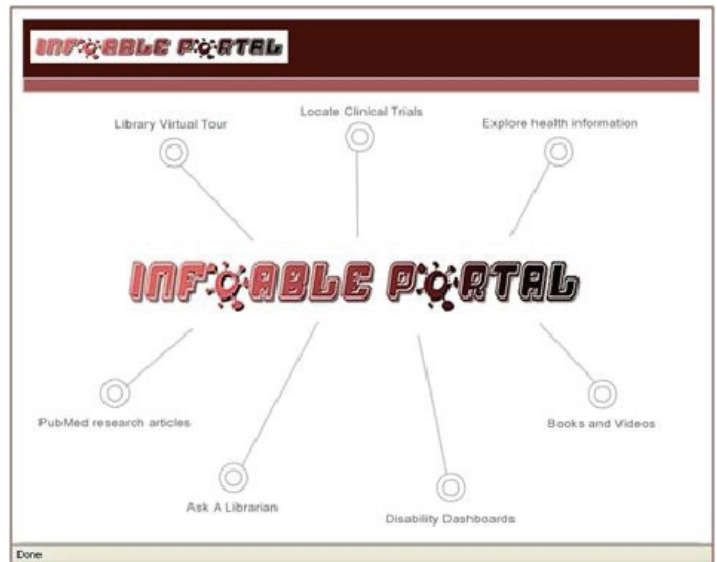 INFOABLE PORTAL
Locate Clinical Trials
Library Virtual Tour
Explore health information
INFOABLE PORTAL
PubMed research articles
Books and Videos
Ask A Librarian
Disability Dashboards
Done